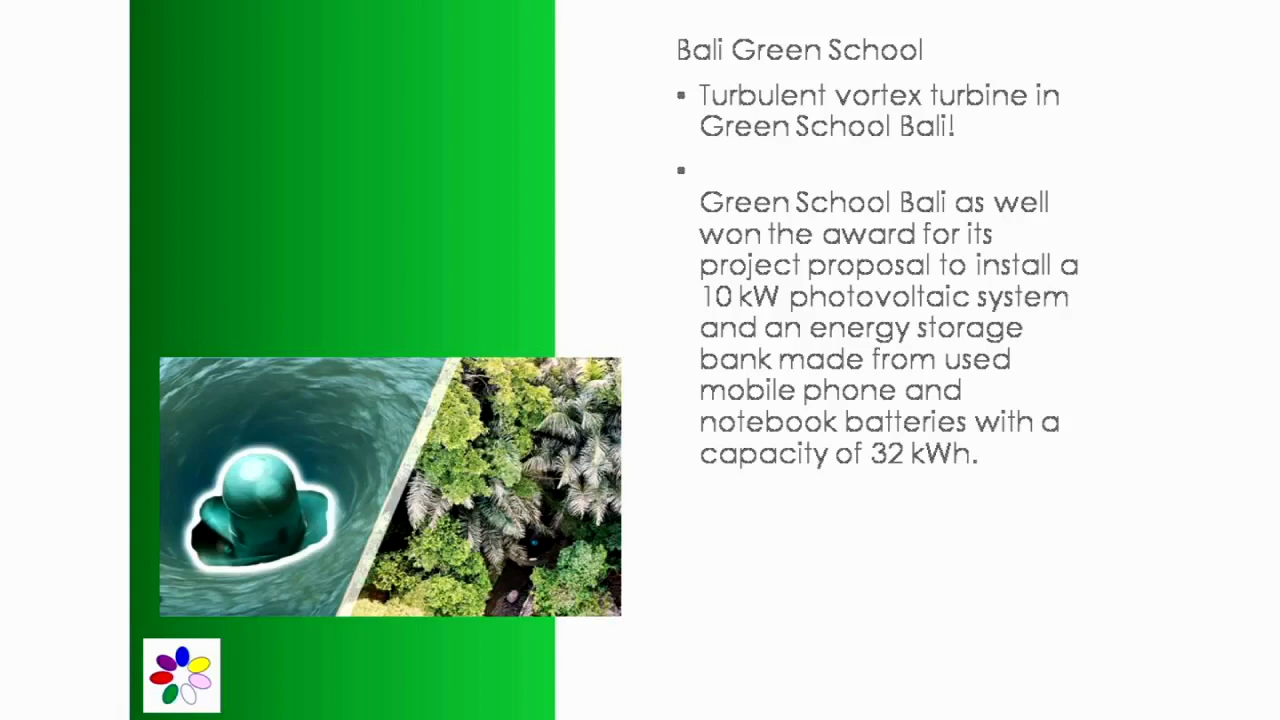 Bali Green School
▪ Turbulent vortex turbine in
Green School Bali!
▪
Green School Bali as well
won the award for its
project proposal to install a
10 kW photovoltaic system
and an energy storage
bank made from used
mobile phone and
notebook batteries with a
capacity of 32 kWh.